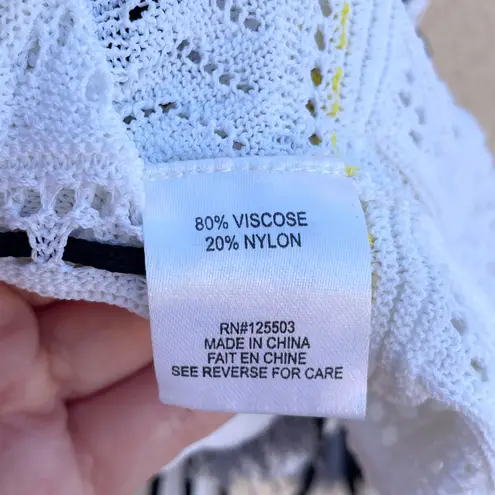 80% VISCOSE
20% NYLON
RN#125503
MADE IN CHINA
FAIT EN CHINE
SEE REVERSE FOR CARE